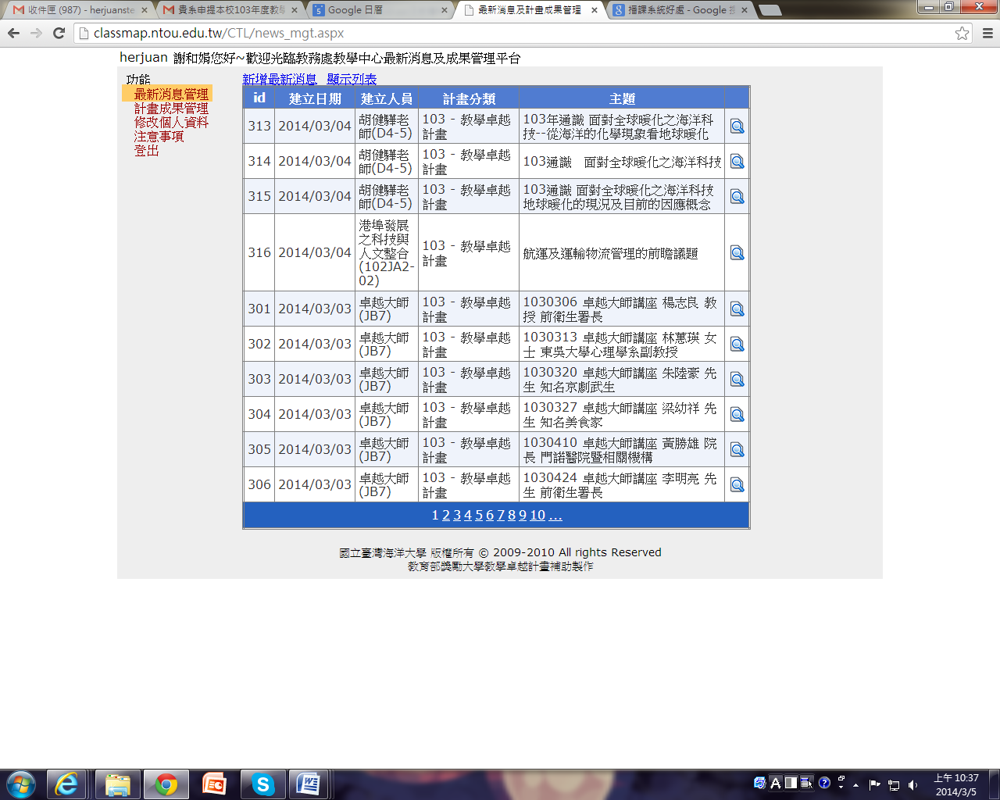 收件匣 (987) - herjuanste
貴系申提本校103年度教學
Google 日曆
最新消息及計畫成果管理
播課系統好處 - Google 搜
classmap.ntou.edu.tw/CTL/news_mgt.aspx
herjuan 謝和娟您好~歡迎光臨教務處教學中心最新消息及成果管理平台
功能
最新消息管理
計畫成果管理
修改個人資料
注意事項
登出
新增最新消息 顯示列表
id 建立日期 建立人員 計畫分類 主題
313 2014/03/04 胡健驊老師(D4-5) 103 - 教學卓越計畫 103年通識 面對全球暖化之海洋科技--從海洋的化學現象看地球暖化
314 2014/03/04 胡健驊老師(D4-5) 103 - 教學卓越計畫 103通識 面對全球暖化之海洋科技
315 2014/03/04 胡健驊老師(D4-5) 103 - 教學卓越計畫 103通識 面對全球暖化之海洋科技 地球暖化的現況及目前的因應概念
316 2014/03/04 港埠發展之科技與人文整合(102JA2-02) 103 - 教學卓越計畫 航運及運輸物流管理的前瞻議題
301 2014/03/03 卓越大師(JB7) 103 - 教學卓越計畫 1030306 卓越大師講座 楊志良 教授 前衛生署長
302 2014/03/03 卓越大師(JB7) 103 - 教學卓越計畫 1030313 卓越大師講座 林蕙瑛 女士 東吳大學心理學系副教授
303 2014/03/03 卓越大師(JB7) 103 - 教學卓越計畫 1030320 卓越大師講座 朱陸豪 先生 知名京劇武生
304 2014/03/03 卓越大師(JB7) 103 - 教學卓越計畫 1030327 卓越大師講座 梁幼祥 先生 知名美食家
305 2014/03/03 卓越大師(JB7) 103 - 教學卓越計畫 1030410 卓越大師講座 黃勝雄 院長 門諾醫院暨相關機構
306 2014/03/03 卓越大師(JB7) 103 - 教學卓越計畫 1030424 卓越大師講座 李明亮 先生 前衛生署長
1 2 3 4 5 6 7 8 9 10 ...
國立臺灣海洋大學 版權所有 © 2009-2010 All rights Reserved
教育部獎勵大學教學卓越計畫補助製作
上午 10:37
2014/3/5